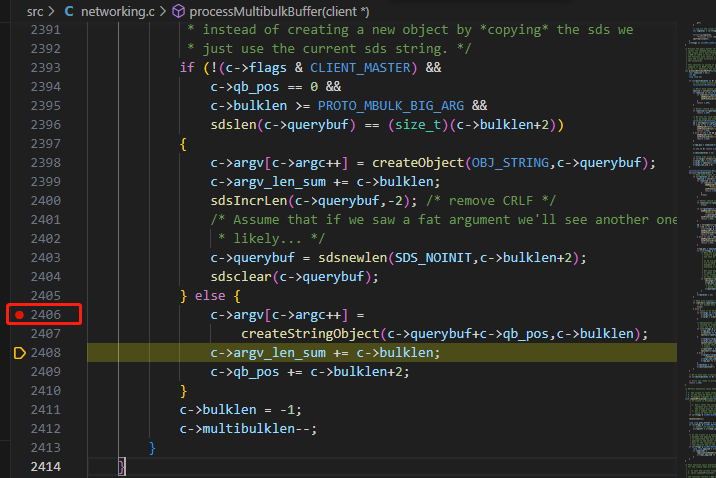 src > C networking.c > processMultibulkBuffer(client *)
2391 * instead of creating a new object by *copying* the sds we
2392 * just use the current sds string. */
2393 if (!(c->flags & CLIENT_MASTER) &&
2394 c->qb_pos == 0 &&
2395 c->bulklen >= PROTO_MBULK_BIG_ARG &&
2396 sdslen(c->querybuf) == (size_t)(c->bulklen+2))
2397 {
2398 c->argv[c->argc++] = createObject(OBJ_STRING,c->querybuf);
2399 c->argv_len_sum += c->bulklen;
2400 sdsIncrLen(c->querybuf,-2); /* remove CRLF */
2401 /* Assume that if we saw a fat argument we'll see another one
2402 * likely... */
2403 c->querybuf = sdsnewlen(SDS_NOINIT,c->bulklen+2);
2404 sdsclear(c->querybuf);
2405 } else {
2406 c->argv[c->argc++] =
2407 createStringObject(c->querybuf+c->qb_pos,c->bulklen);
2408 c->argv_len_sum += c->bulklen;
2409 c->qb_pos += c->bulklen+2;
2410 }
2411 c->bulklen = -1;
2412 c->multibulklen--;
2413 }
2414 }